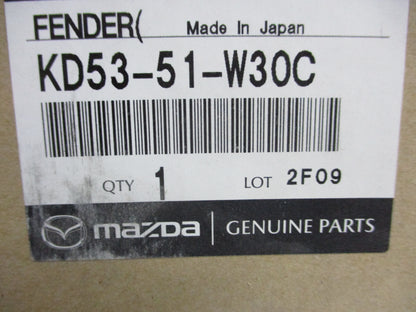 FENDER( Made In Japan
KD53-51-W30C
QTY 1 LOT 2F09
mazda GENUINE PARTS